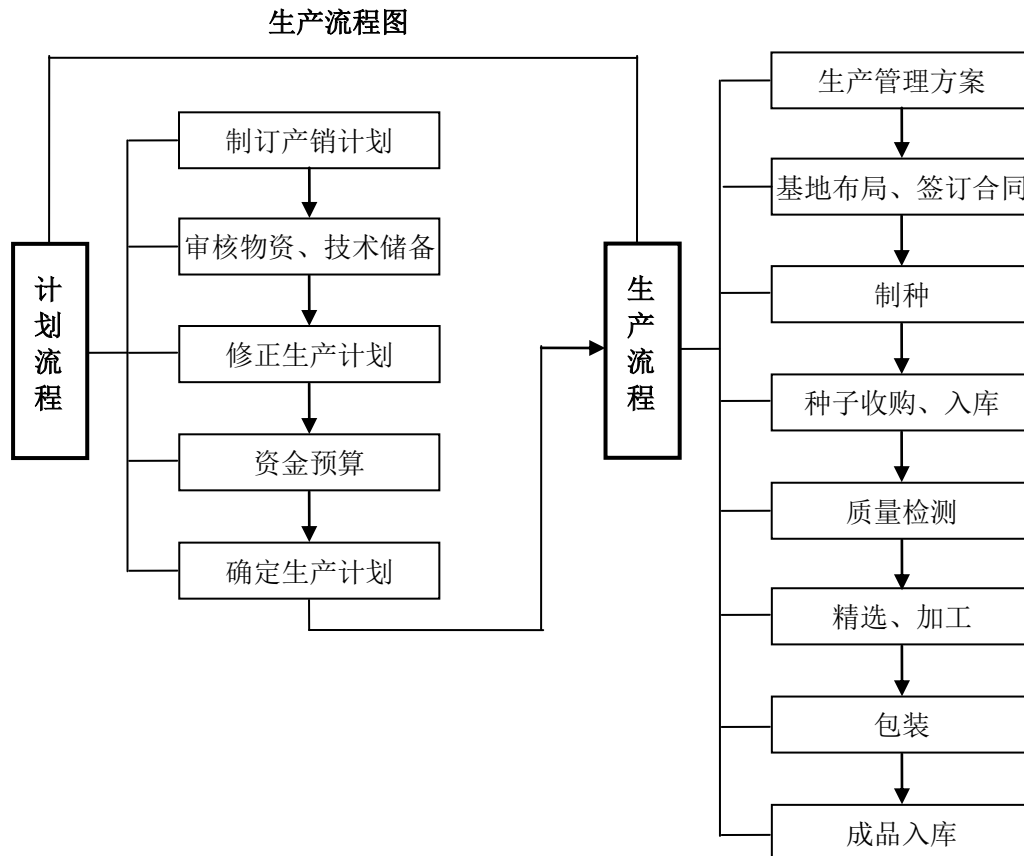 生产流程图
计划流程
制订产销计划
审核物资、技术储备
修正生产计划
资金预算
确定生产计划
生产流程
生产管理方案
基地布局、签订合同
制种
种子收购、入库
质量检测
精选、加工
包装
成品入库